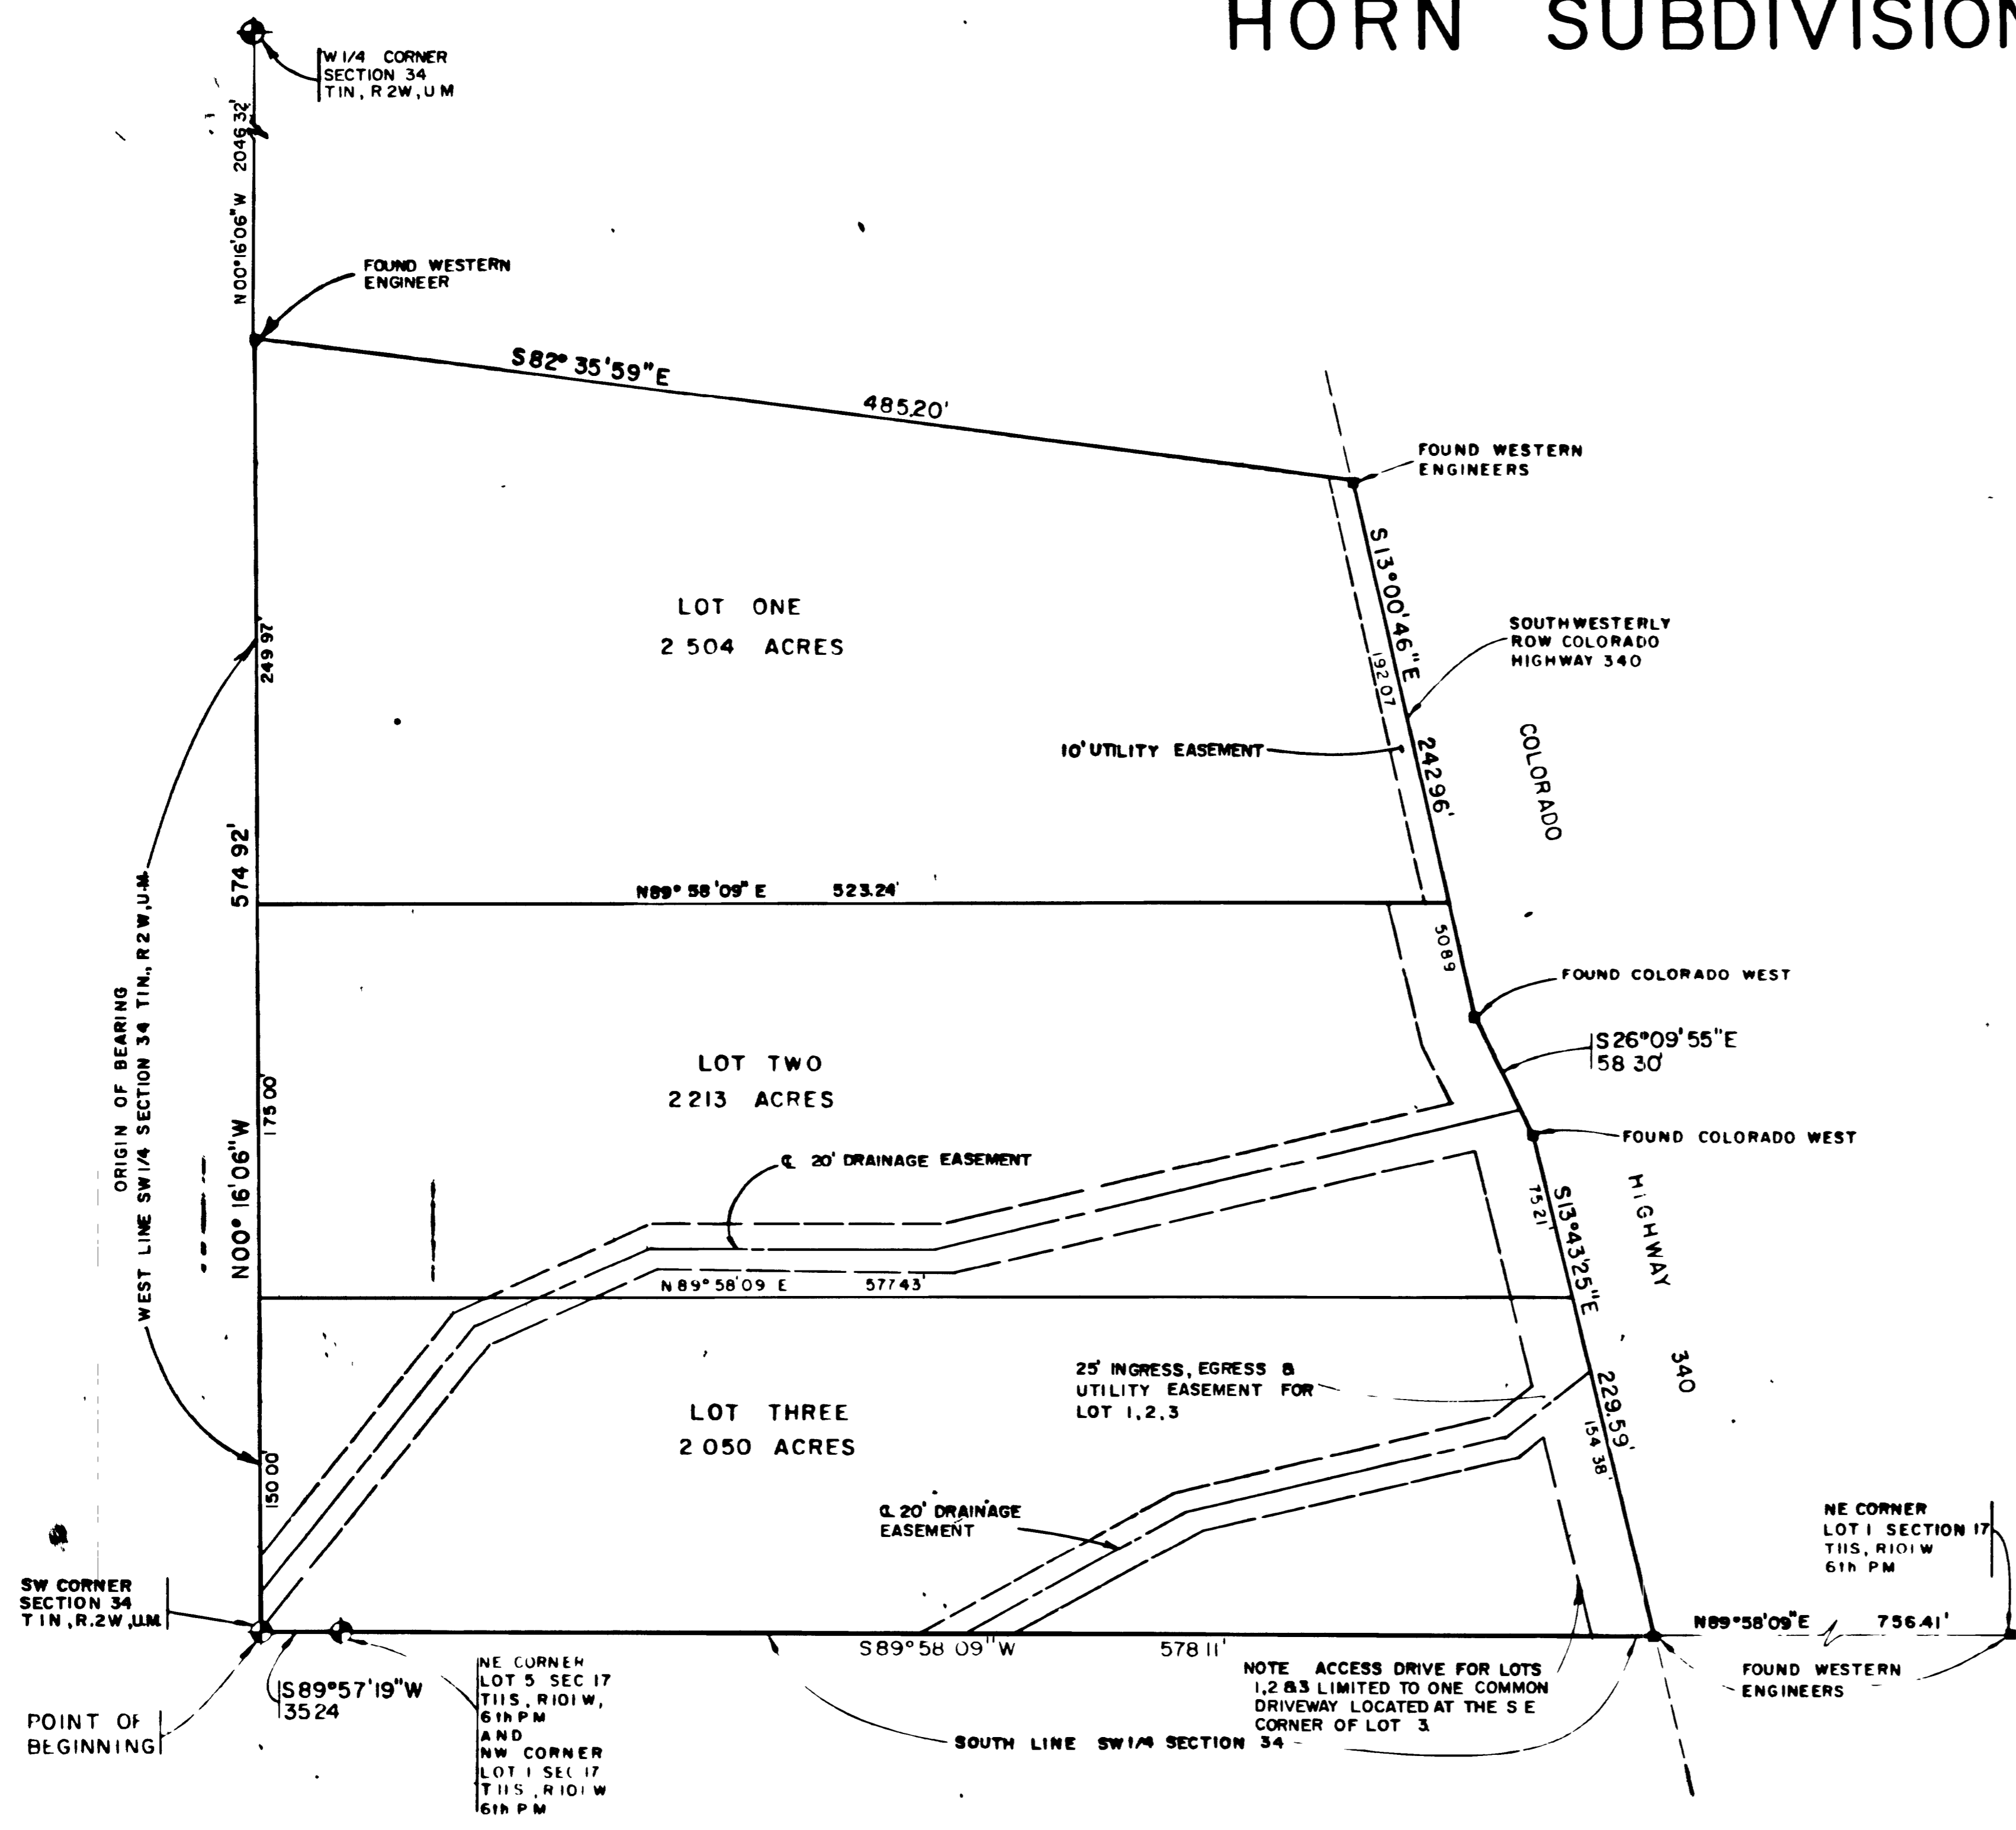 HORN SUBDIVISION
W 1/4 CORNER
SECTION 34
T1N, R2W, UM
N00°16'06"W 2046 32'
FOUND WESTERN
ENGINEER
S82° 35'59"E
485.20'
FOUND WESTERN
ENGINEERS
S13°00'46"E
192 07
242 96'
SOUTHWESTERLY
ROW COLORADO
HIGHWAY 340
LOT ONE
2 504 ACRES
249 97'
10' UTILITY EASEMENT
COLORADO
574 92'
N89° 58'09" E 523.24'
50 89
FOUND COLORADO WEST
S26°09'55"E
58 30'
ORIGIN OF BEARING
WEST LINE SW 1/4 SECTION 34 T1N., R2W, U.M.
LOT TWO
2 213 ACRES
175 00'
N00° 16' 06" W
FOUND COLORADO WEST
℄ 20' DRAINAGE EASEMENT
HIGHWAY
75 21'
S13°43'25"E
N89° 58'09 E 577 43'
25' INGRESS, EGRESS &
UTILITY EASEMENT FOR
LOT 1,2,3
340
229.59'
154 38'
LOT THREE
2 050 ACRES
150 00'
℄ 20' DRAINAGE
EASEMENT
NE CORNER
LOT 1 SECTION 17
T11S, R101W
6th PM
SW CORNER
SECTION 34
T1N, R.2W, U.M.
S89°58 09"W 578 11'
N89°58'09"E 756.41'
S89°57'19"W
35 24
NE CORNER
LOT 5 SEC 17
T11S, R101W,
6th PM
AND
NW CORNER
LOT 1 SEC 17
T11S, R101W
6th PM
NOTE ACCESS DRIVE FOR LOTS
1,2 &3 LIMITED TO ONE COMMON
DRIVEWAY LOCATED AT THE S E
CORNER OF LOT 3.
FOUND WESTERN
ENGINEERS
POINT OF
BEGINNING
SOUTH LINE SW 1/4 SECTION 34